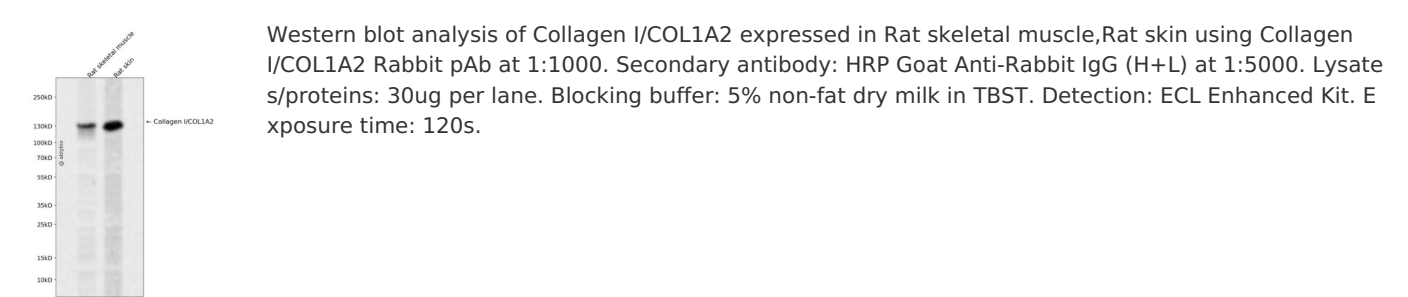 Rat skeletal muscle
Rat skin
250kD
130kD
100kD
70kD
55kD
35kD
25kD
15kD
10kD
@ ablybio
← Collagen I/COL1A2
Western blot analysis of Collagen I/COL1A2 expressed in Rat skeletal muscle,Rat skin using Collagen
I/COL1A2 Rabbit pAb at 1:1000. Secondary antibody: HRP Goat Anti-Rabbit IgG (H+L) at 1:5000. Lysate
s/proteins: 30ug per lane. Blocking buffer: 5% non-fat dry milk in TBST. Detection: ECL Enhanced Kit. E
xposure time: 120s.